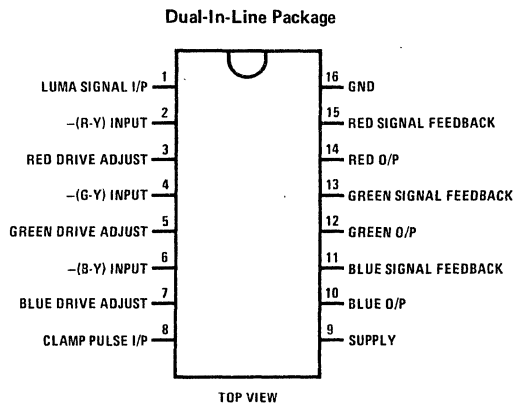 Dual-In-Line Package
LUMA SIGNAL I/P 1
16 GND
-(R-Y) INPUT 2
15 RED SIGNAL FEEDBACK
RED DRIVE ADJUST 3
14 RED O/P
-(G-Y) INPUT 4
13 GREEN SIGNAL FEEDBACK
GREEN DRIVE ADJUST 5
12 GREEN O/P
-(B-Y) INPUT 6
11 BLUE SIGNAL FEEDBACK
BLUE DRIVE ADJUST 7
10 BLUE O/P
CLAMP PULSE I/P 8
9 SUPPLY
TOP VIEW